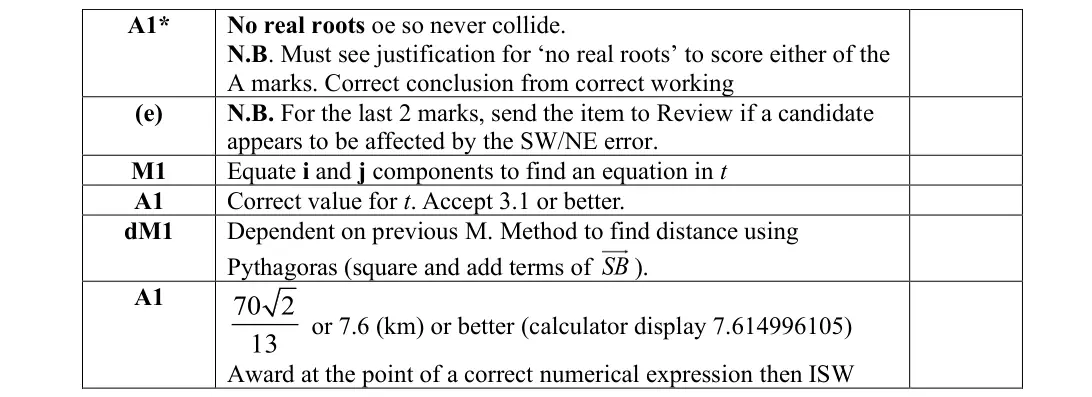 A1* No real roots oe so never collide.
N.B. Must see justification for ‘no real roots’ to score either of the
A marks. Correct conclusion from correct working
(e) N.B. For the last 2 marks, send the item to Review if a candidate
appears to be affected by the SW/NE error.
M1 Equate i and j components to find an equation in t
A1 Correct value for t. Accept 3.1 or better.
dM1 Dependent on previous M. Method to find distance using
Pythagoras (square and add terms of $\overrightarrow{SB}$ ).
A1 $\frac{70\sqrt{2}}{13}$ or 7.6 (km) or better (calculator display 7.614996105)
Award at the point of a correct numerical expression then ISW